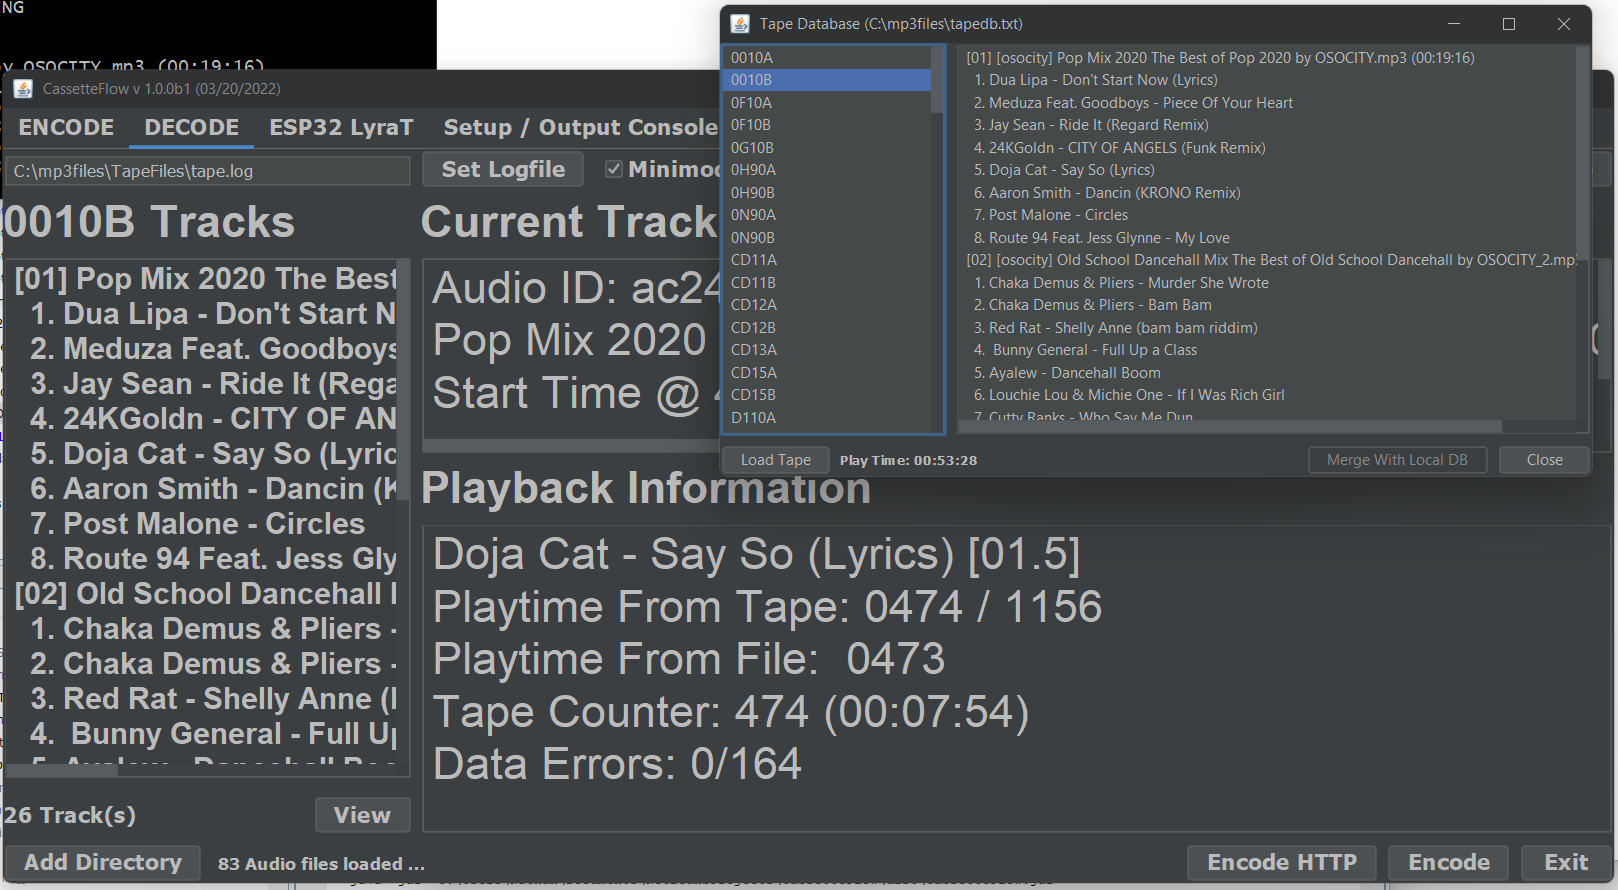 NG
OSOCITY.mp3 (00:19:16)
CassetteFlow v 1.0.0b1 (03/20/2022)
ENCODE
DECODE
ESP32 LyraT
Setup / Output Console
C:\mp3files\TapeFiles\tape.log
Set Logfile
Minimo
0010B Tracks
[01] Pop Mix 2020 The Best
1. Dua Lipa - Don't Start N
2. Meduza Feat. Goodboys
3. Jay Sean - Ride It (Rega
4. 24KGoldn - CITY OF AN
5. Doja Cat - Say So (Lyric
6. Aaron Smith - Dancin (K
7. Post Malone - Circles
8. Route 94 Feat. Jess Gly
[02] Old School Dancehall
1. Chaka Demus & Pliers -
2. Chaka Demus & Pliers -
3. Red Rat - Shelly Anne (
4. Bunny General - Full Up
5. Ayalew - Dancehall Boo
26 Track(s)
View
Add Directory
83 Audio files loaded ...
Current Track
Audio ID: ac24
Pop Mix 2020
Start Time @ 4
Playback Information
Doja Cat - Say So (Lyrics) [01.5]
Playtime From Tape: 0474 / 1156
Playtime From File: 0473
Tape Counter: 474 (00:07:54)
Data Errors: 0/164
Encode HTTP
Encode
Exit
Tape Database (C:\mp3files\tapedb.txt)
0010A
0010B
0F10A
0F10B
0G10B
0H90A
0H90B
0N90A
0N90B
CD11A
CD11B
CD12A
CD12B
CD13A
CD15A
CD15B
D110A
[01] [osocity] Pop Mix 2020 The Best of Pop 2020 by OSOCITY.mp3 (00:19:16)
1. Dua Lipa - Don't Start Now (Lyrics)
2. Meduza Feat. Goodboys - Piece Of Your Heart
3. Jay Sean - Ride It (Regard Remix)
4. 24KGoldn - CITY OF ANGELS (Funk Remix)
5. Doja Cat - Say So (Lyrics)
6. Aaron Smith - Dancin (KRONO Remix)
7. Post Malone - Circles
8. Route 94 Feat. Jess Glynne - My Love
[02] [osocity] Old School Dancehall Mix The Best of Old School Dancehall by OSOCITY_2.mp
1. Chaka Demus & Pliers - Murder She Wrote
2. Chaka Demus & Pliers - Bam Bam
3. Red Rat - Shelly Anne (bam bam riddim)
4. Bunny General - Full Up a Class
5. Ayalew - Dancehall Boom
6. Louchie Lou & Michie One - If I Was Rich Girl
7. Cutty Ranks - Who Say Me Dun
Load Tape
Play Time: 00:53:28
Merge With Local DB
Close